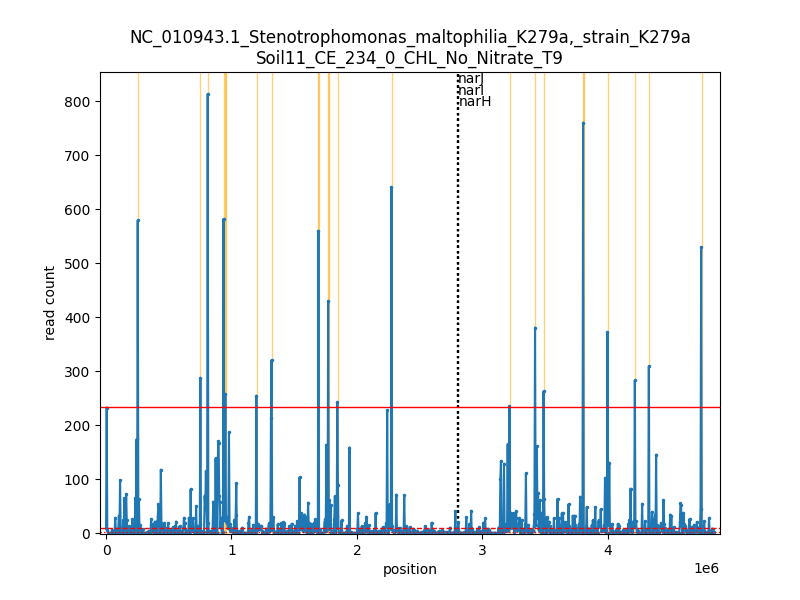 NC_010943.1_Stenotrophomonas_maltophilia_K279a,_strain_K279a
Soil11_CE_234_0_CHL_No_Nitrate_T9
narJ
narI
narH
800
700
600
500
400
300
200
100
0
read count
0 1 2 3 4
1e6
position